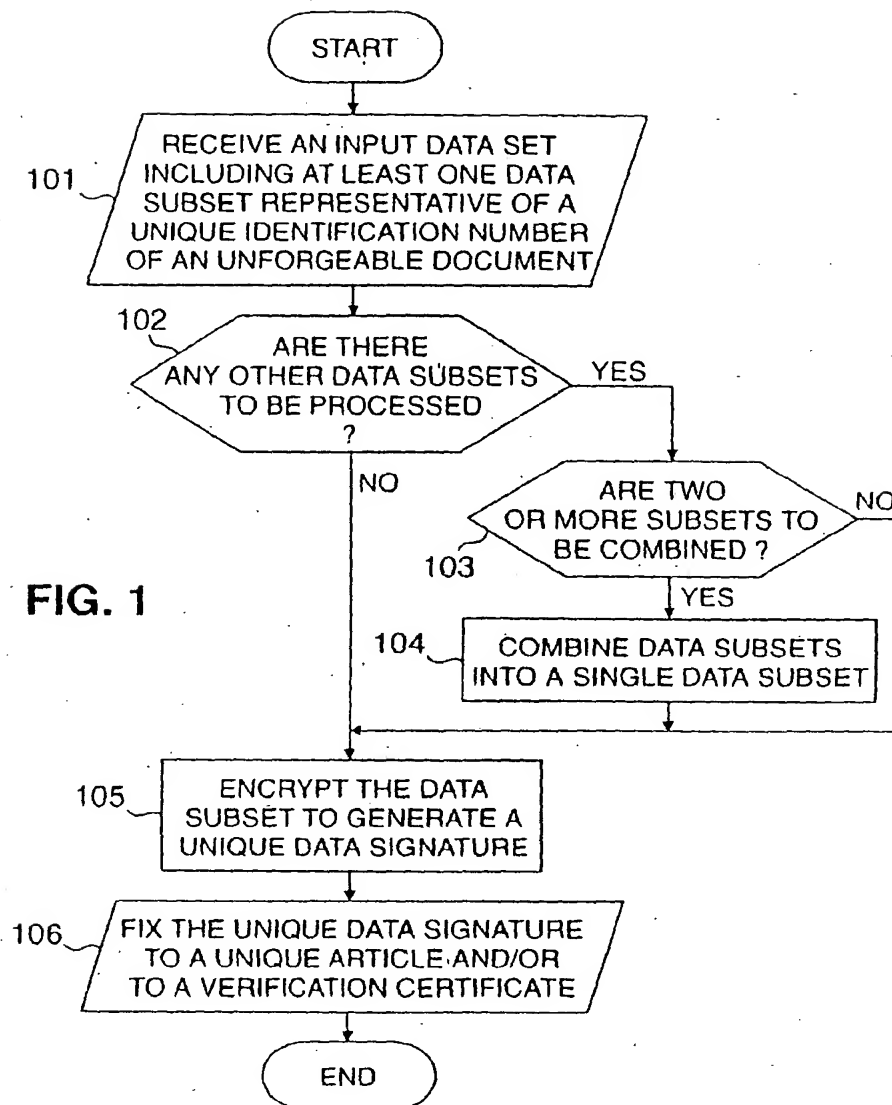 START
101
RECEIVE AN INPUT DATA SET
INCLUDING AT LEAST ONE DATA
SUBSET REPRESENTATIVE OF A
UNIQUE IDENTIFICATION NUMBER
OF AN UNFORGEABLE DOCUMENT
102
ARE THERE
ANY OTHER DATA SUBSETS
TO BE PROCESSED
?
YES
NO
ARE TWO
OR MORE SUBSETS TO
BE COMBINED ?
NO
103
YES
FIG. 1
104
COMBINE DATA SUBSETS
INTO A SINGLE DATA SUBSET
105
ENCRYPT THE DATA
SUBSET TO GENERATE A
UNIQUE DATA SIGNATURE
106
FIX THE UNIQUE DATA SIGNATURE
TO A UNIQUE ARTICLE AND/OR
TO A VERIFICATION CERTIFICATE
END